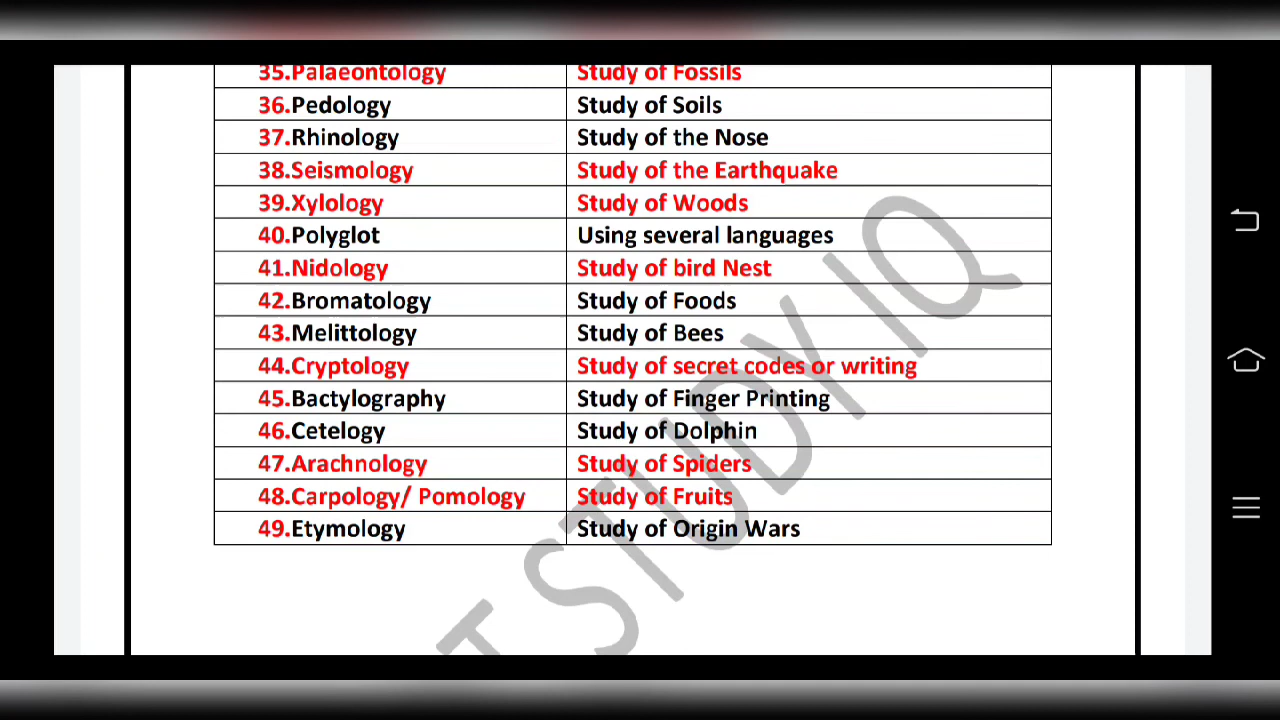 35.Palaeontology Study of Fossils
36.Pedology Study of Soils
37.Rhinology Study of the Nose
38.Seismology Study of the Earthquake
39.Xylology Study of Woods
40.Polyglot Using several languages
41.Nidology Study of bird Nest
42.Bromatology Study of Foods
43.Melittology Study of Bees
44.Cryptology Study of secret codes or writing
45.Bactylography Study of Finger Printing
46.Cetelogy Study of Dolphin
47.Arachnology Study of Spiders
48.Carpology/ Pomology Study of Fruits
49.Etymology Study of Origin Wars
STUDY IQ